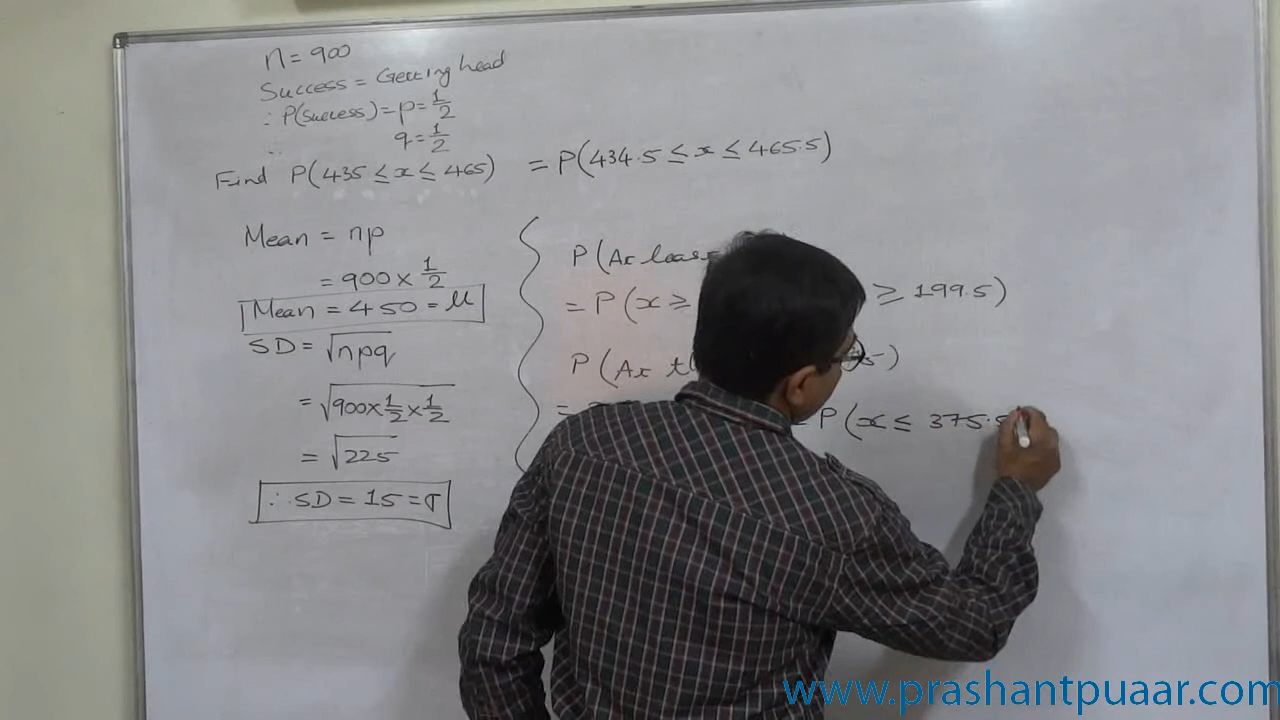 n = 900
Success = Getting head
∴ P(success) = p = 1/2
∴ q = 1/2
Find P(435 ≤ x ≤ 465) = P(434.5 ≤ x ≤ 465.5)
Mean = np
= 900 × 1/2
Mean = 450 = μ
SD = √npq
= √900×1/2×1/2
= √225
∴ SD = 15 = σ
P(At least
= P(x ≥ ≥ 199.5)
P(At )
= P(x ≤ 375.5
www.prashantpuaar.com